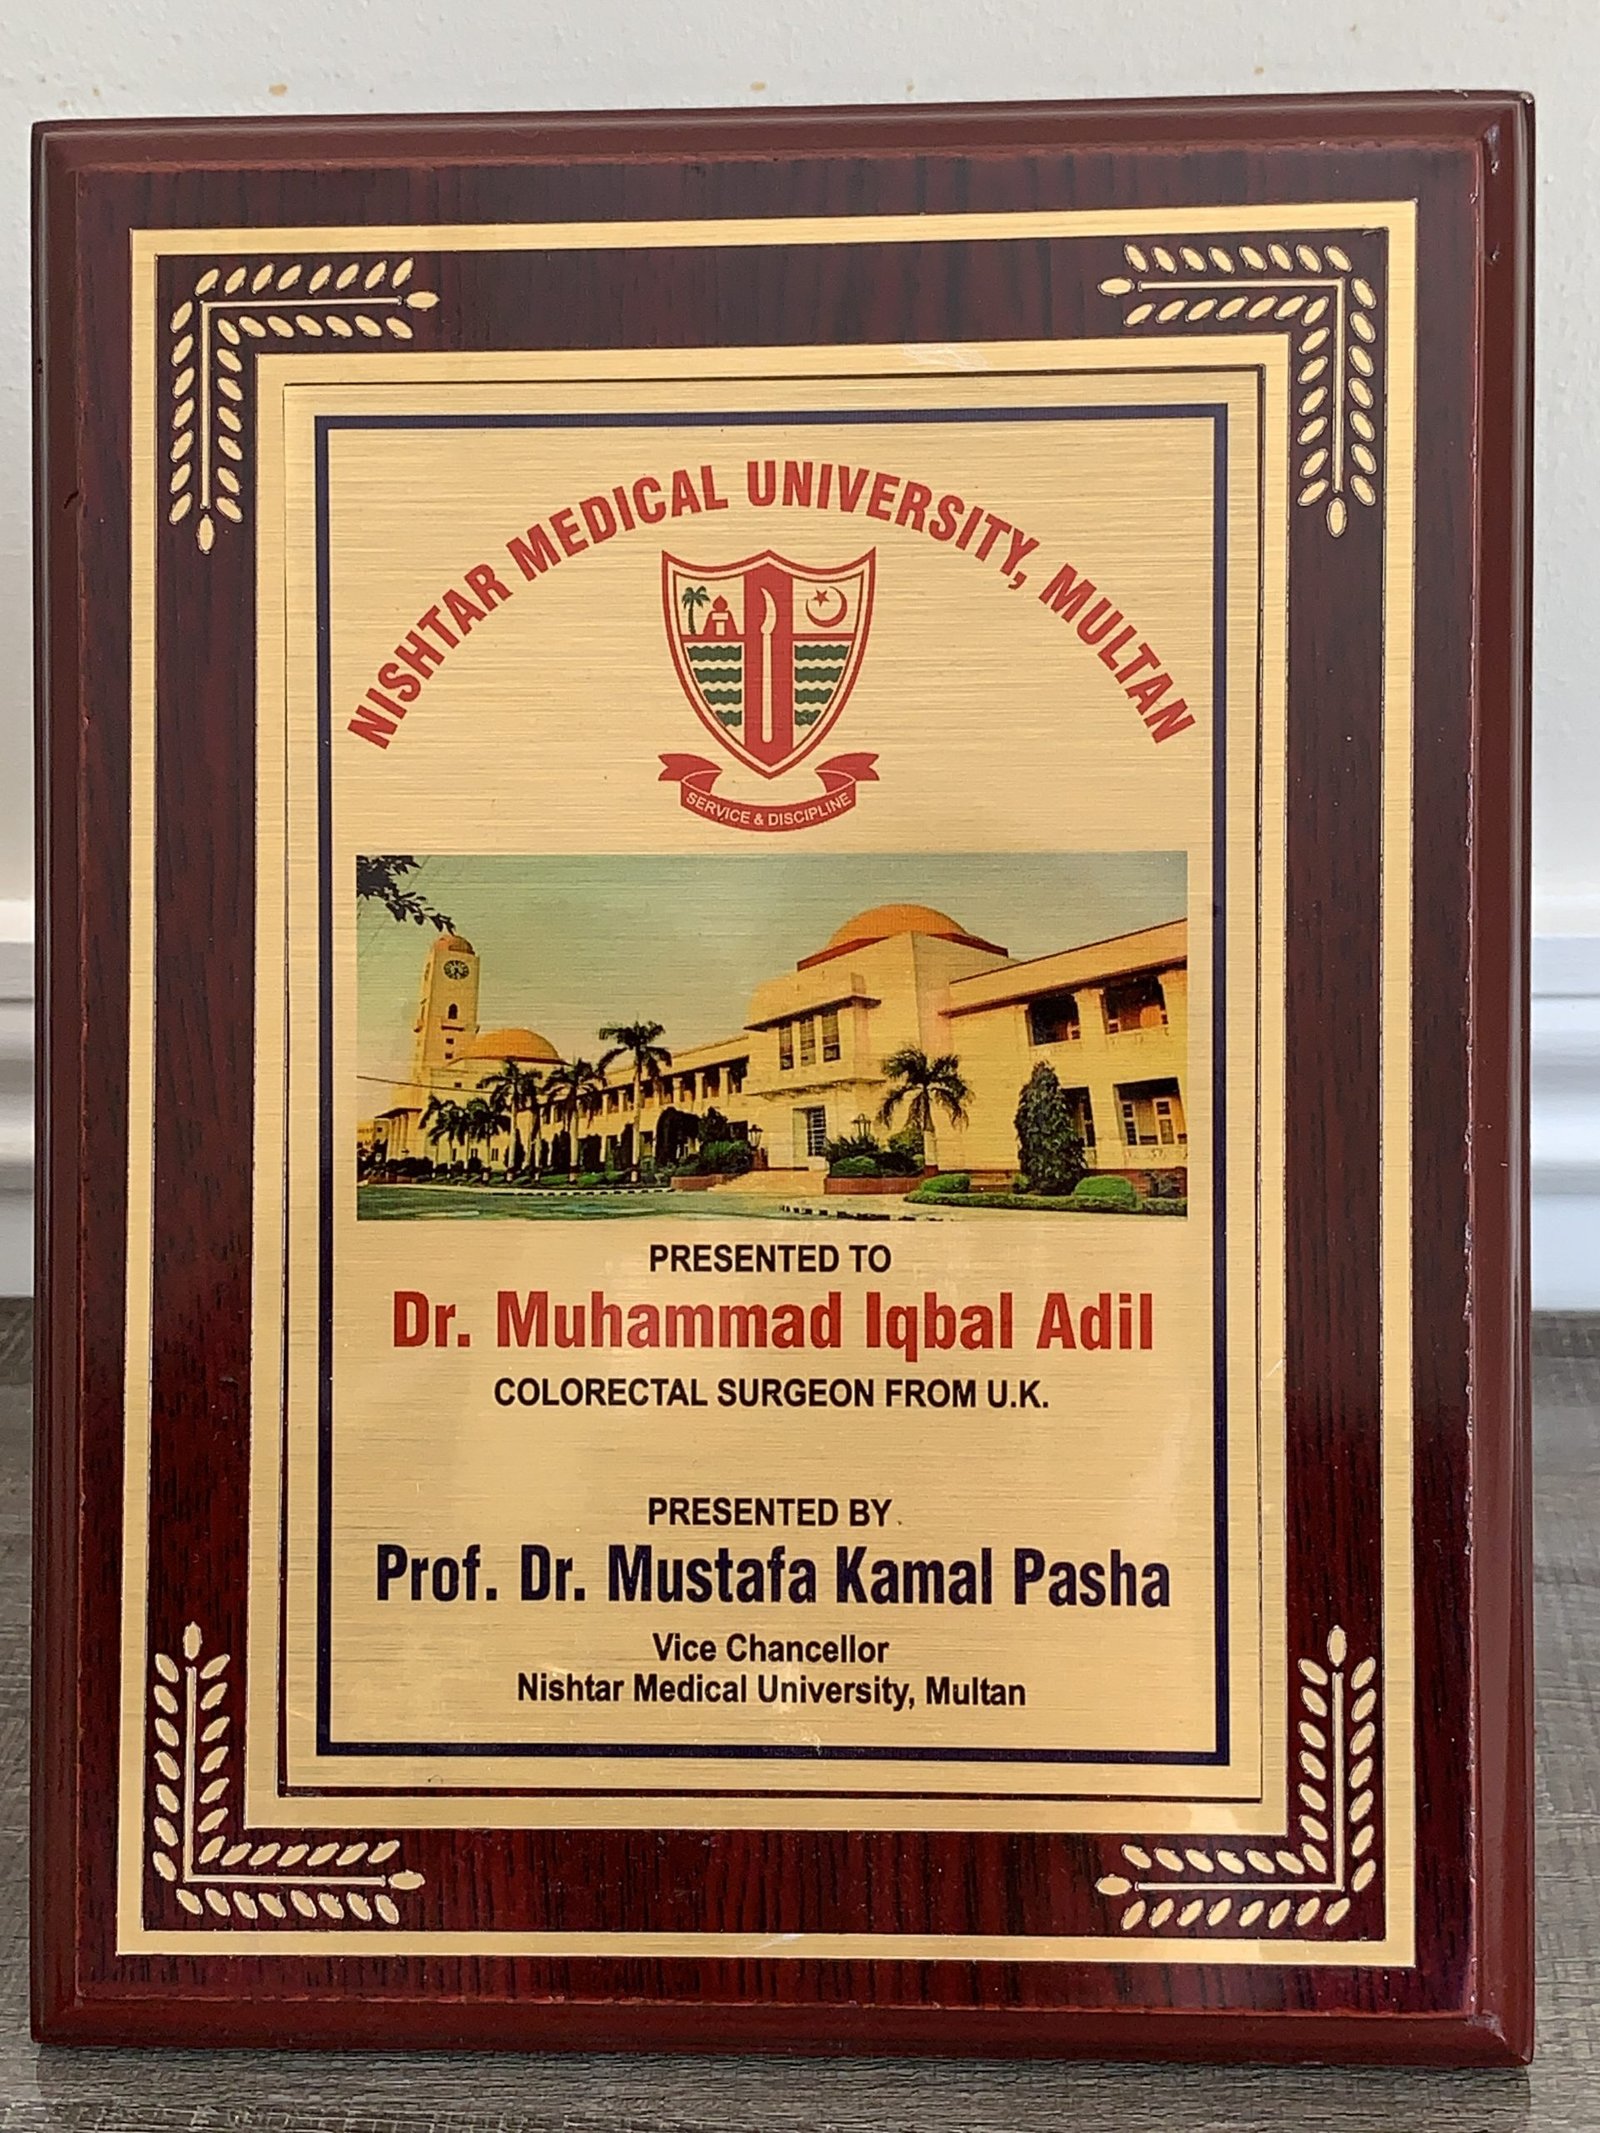 NISHTAR MEDICAL UNIVERSITY, MULTAN
SERVICE & DISCIPLINE
PRESENTED TO
Dr. Muhammad Iqbal Adil
COLORECTAL SURGEON FROM U.K.
PRESENTED BY
Prof. Dr. Mustafa Kamal Pasha
Vice Chancellor
Nishtar Medical University, Multan